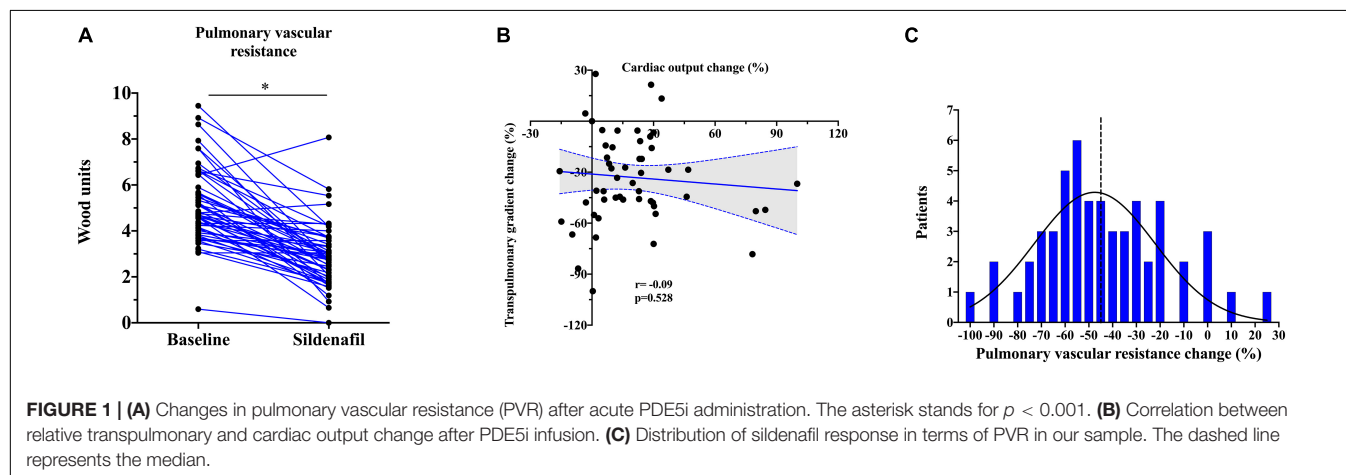 A
Pulmonary vascular
resistance
*
Wood units
10
8
6
4
2
0
Baseline
Sildenafil
B
Cardiac output change (%)
Transpulmonary gradient change (%)
30
-30
30
60
90
120
-30
-60
-90
-120
r= -0.09
p=0.528
C
Patients
7
6
5
4
3
2
1
0
-100 -90 -80 -70 -60 -50 -40 -30 -20 -10 0 10 20 30
Pulmonary vascular resistance change (%)
FIGURE 1 | (A) Changes in pulmonary vascular resistance (PVR) after acute PDE5i administration. The asterisk stands for p < 0.001. (B) Correlation between
relative transpulmonary and cardiac output change after PDE5i infusion. (C) Distribution of sildenafil response in terms of PVR in our sample. The dashed line
represents the median.